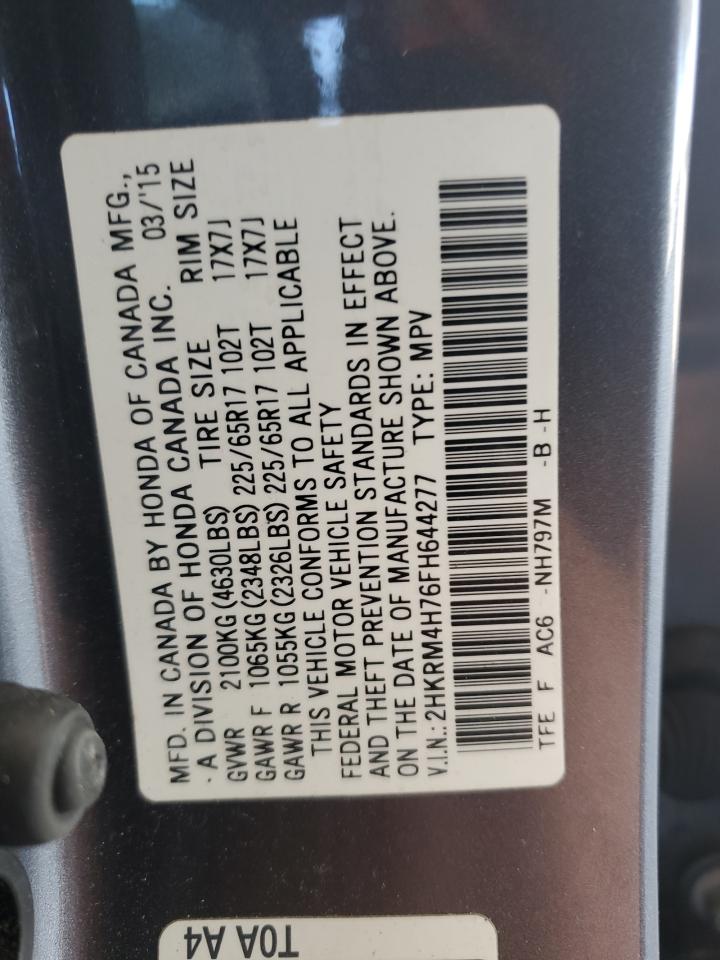 MFD. IN CANADA BY HONDA OF CANADA MFG.,
· A DIVISION OF HONDA CANADA INC. 03/'15
GVWR 2100KG(4630LBS) TIRE SIZE RIM SIZE
GAWR F 1065KG(2348LBS) 225/65R17 102T 17X7J
GAWR R 1055KG(2326LBS) 225/65R17 102T 17X7J
THIS VEHICLE CONFORMS TO ALL APPLICABLE
FEDERAL MOTOR VEHICLE SAFETY
AND THEFT PREVENTION STANDARDS IN EFFECT
ON THE DATE OF MANUFACTURE SHOWN ABOVE.
V.I.N.: 2HKRM4H76FH644277 TYPE: MPV
TFE F AC6 -NH797M -B -H
T0A A4